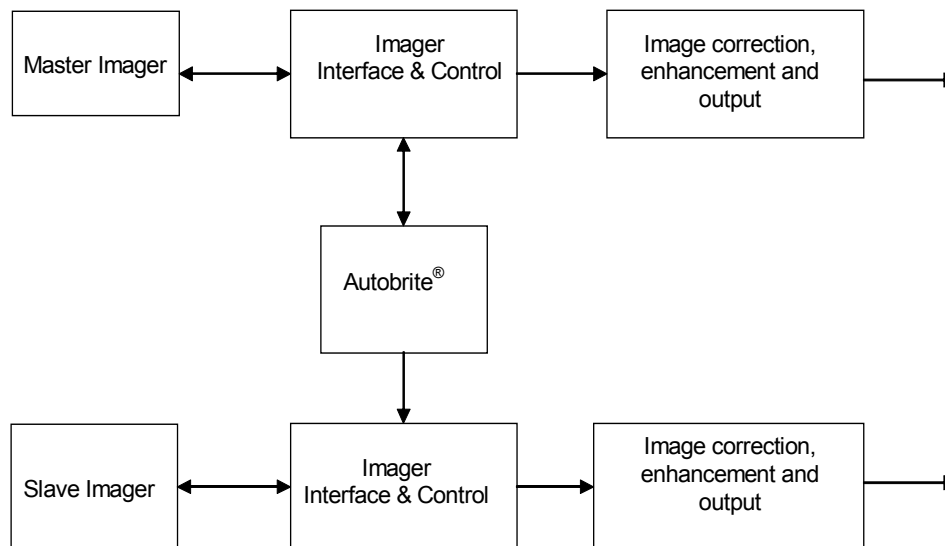 Master Imager
Imager
Interface & Control
Image correction,
enhancement and
output
Autobrite®
Slave Imager
Imager
Interface & Control
Image correction,
enhancement and
output